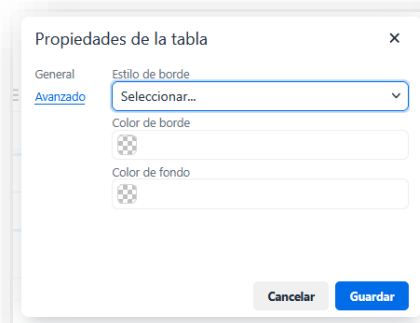 Propiedades de la tabla
General
Avanzado
Estilo de borde
Seleccionar...
Color de borde
Color de fondo
Cancelar
Guardar